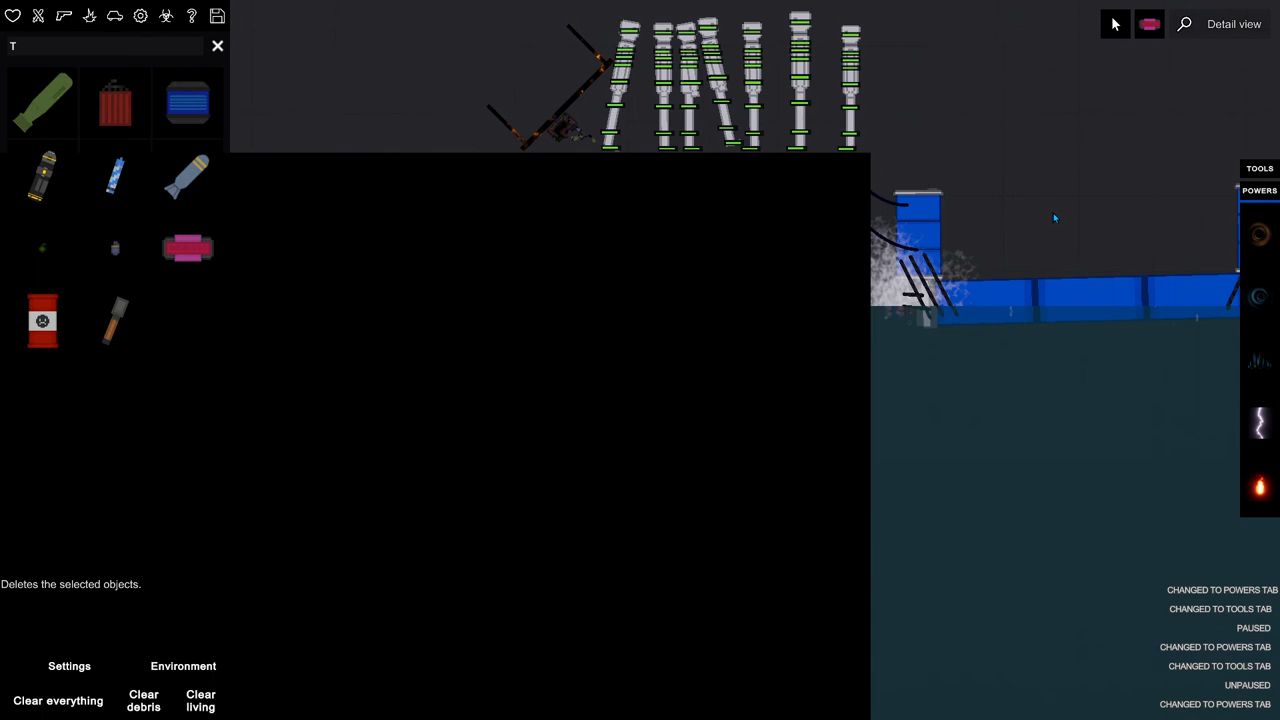 Detail view
TOOLS
POWERS
Deletes the selected objects.
Settings
Environment
Clear everything
Clear debris
Clear living
CHANGED TO POWERS TAB
CHANGED TO TOOLS TAB
PAUSED
CHANGED TO POWERS TAB
CHANGED TO TOOLS TAB
UNPAUSED
CHANGED TO POWERS TAB